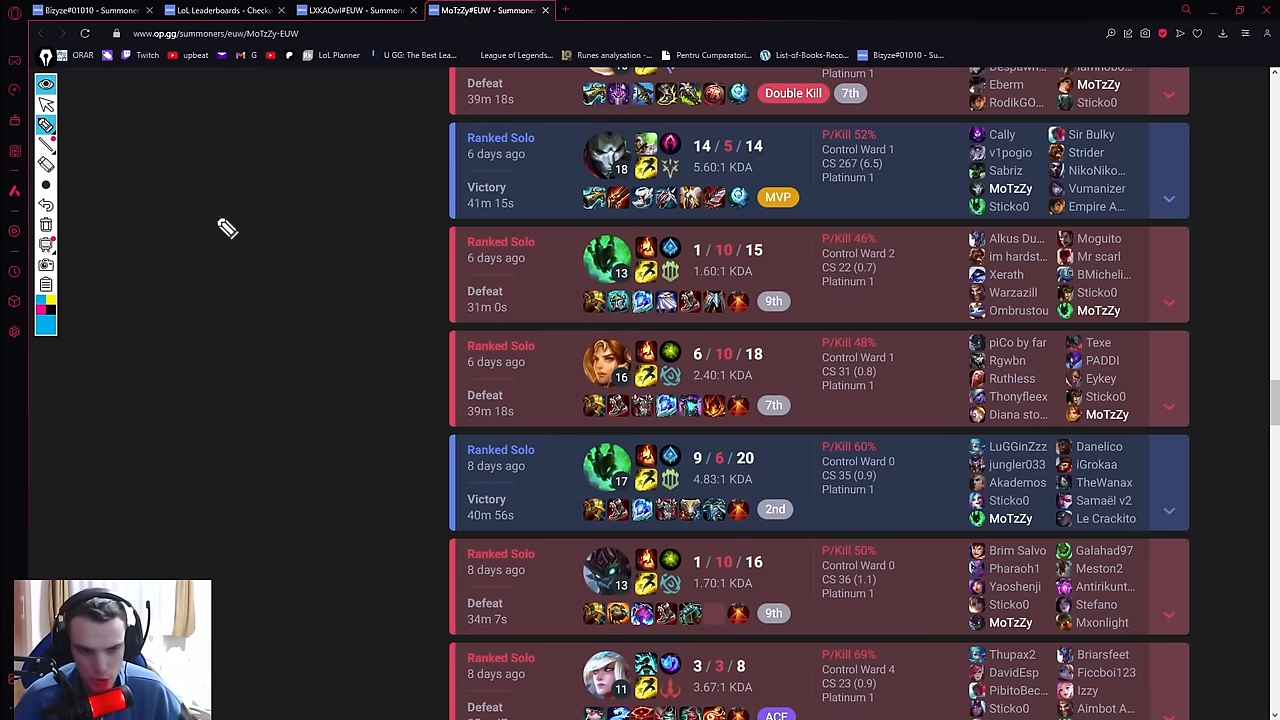 Bizyze#01010 - Summoner
LoL Leaderboards - Checko
LXKAOwl#EUW - Summon
MoTzZy#EUW - Summoner
www.op.gg/summoners/euw/MoTzZy-EUW
ORAR
Twitch
upbeat
G
LoL Planner
U GG: The Best Lea...
League of Legends...
Runes analysation -...
Pentru Cumparatori...
List-of-Books-Reco...
Bizyze#01010 - Su...
Defeat
39m 18s
Double Kill
7th
Platinum 1
Eberm
RodikGO...
MoTzZy
Sticko0
Ranked Solo
6 days ago
Victory
41m 15s
18
14 / 5 / 14
5.60:1 KDA
MVP
P/Kill 52%
Control Ward 1
CS 267 (6.5)
Platinum 1
Cally
v1pogio
Sabriz
MoTzZy
Sticko0
Sir Bulky
Strider
NikoNiko...
Vumanizer
Empire A...
Ranked Solo
6 days ago
Defeat
31m 0s
13
1 / 10 / 15
1.60:1 KDA
9th
P/Kill 46%
Control Ward 2
CS 22 (0.7)
Platinum 1
Alkus Du...
im hardst...
Xerath
Warzazill
Ombrustou
Moguito
Mr scarl
BMicheli...
Sticko0
MoTzZy
Ranked Solo
6 days ago
Defeat
39m 18s
16
6 / 10 / 18
2.40:1 KDA
7th
P/Kill 48%
Control Ward 1
CS 31 (0.8)
Platinum 1
piCo by far
Rgwbn
Ruthless
Thonyfleex
Diana sto...
Texe
PADDI
Eykey
Sticko0
MoTzZy
Ranked Solo
8 days ago
Victory
40m 56s
17
9 / 6 / 20
4.83:1 KDA
2nd
P/Kill 60%
Control Ward 0
CS 35 (0.9)
Platinum 1
LuGGinZzz
jungler033
Akademos
Sticko0
MoTzZy
Danelico
iGrokaa
TheWanax
Samaël v2
Le Crackito
Ranked Solo
8 days ago
Defeat
34m 7s
13
1 / 10 / 16
1.70:1 KDA
9th
P/Kill 50%
Control Ward 0
CS 36 (1.1)
Platinum 1
Brim Salvo
Pharaoh1
Yaoshenji
Sticko0
MoTzZy
Galahad97
Meston2
Antirikunt...
Stefano
Mxonlight
Ranked Solo
8 days ago
Defeat
11
3 / 3 / 8
3.67:1 KDA
ACE
P/Kill 69%
Control Ward 4
CS 23 (0.9)
Platinum 1
Thupax2
DavidEsp
PibitoBec...
Sticko0
Briarsfeet
Ficcboi123
Izzy
Aimbot A...